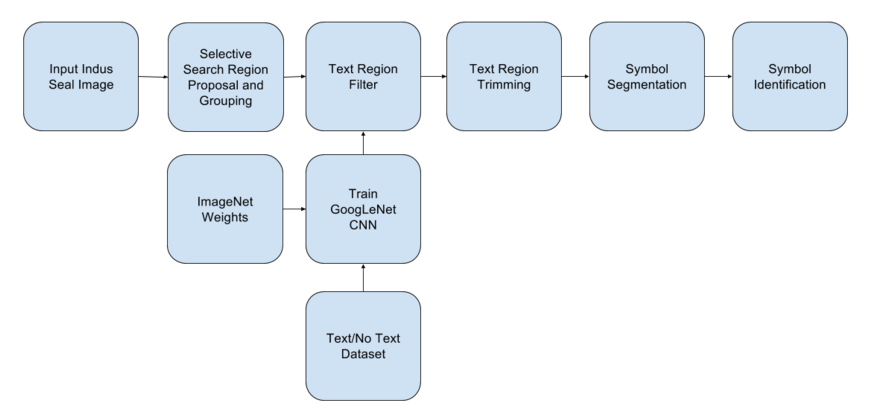 Input Indus
Seal Image
Selective
Search Region
Proposal and
Grouping
Text Region
Filter
Text Region
Trimming
Symbol
Segmentation
Symbol
Identification
ImageNet
Weights
Train
GoogLeNet
CNN
Text/No Text
Dataset